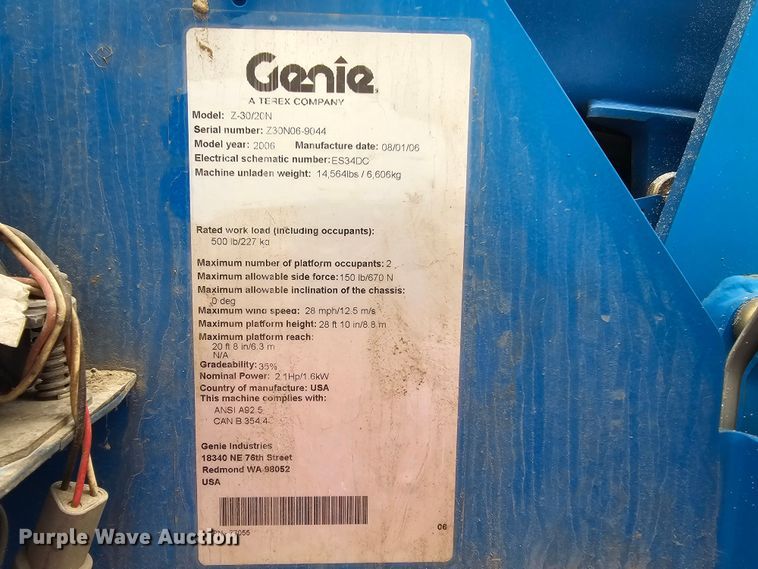 Genie
A TEREX COMPANY
Model: Z-30/20N
Serial number: Z30N06-9044
Model year: 2006 Manufacture date: 08/01/06
Electrical schematic number: ES34DC
Machine unladen weight: 14,564lbs / 6,606kg
Rated work load (including occupants):
500 lb/227 kg
Maximum number of platform occupants: 2
Maximum allowable side force: 150 lb/670 N
Maximum allowable inclination of the chassis:
0 deg
Maximum wind speed: 28 mph/12.5 m/s
Maximum platform height: 28 ft 10 in/8.8 m
Maximum platform reach:
20 ft 8 in/6.3 m
N/A
Gradeability: 35%
Nominal Power: 2.1Hp/1.6kW
Country of manufacture: USA
This machine complies with:
ANSI A92.5
CAN B 354.4
Genie Industries
18340 NE 76th Street
Redmond WA 98052
USA
06
Purple Wave Auction